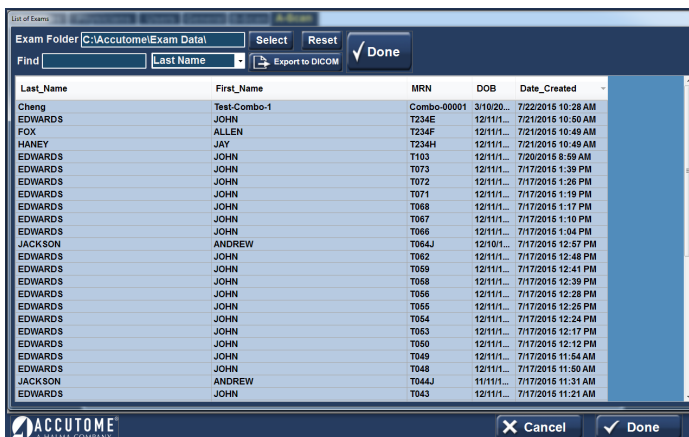 List of Exams
A-Scan
Exam Folder C:\Accutome\Exam Data\ Select Reset
Done
Find Last Name Export to DICOM
Last_Name First_Name MRN DOB Date_Created
Cheng Test-Combo-1 Combo-00001 3/10/20... 7/22/2015 10:28 AM
EDWARDS JOHN T234E 12/11/1... 7/21/2015 10:50 AM
FOX ALLEN T234F 12/11/1... 7/21/2015 10:49 AM
HANEY JAY T234H 12/11/1... 7/21/2015 10:49 AM
EDWARDS JOHN T103 12/11/1... 7/20/2015 8:59 AM
EDWARDS JOHN T073 12/11/1... 7/17/2015 1:39 PM
EDWARDS JOHN T072 12/11/1... 7/17/2015 1:26 PM
EDWARDS JOHN T071 12/11/1... 7/17/2015 1:19 PM
EDWARDS JOHN T068 12/11/1... 7/17/2015 1:17 PM
EDWARDS JOHN T067 12/11/1... 7/17/2015 1:10 PM
EDWARDS JOHN T066 12/11/1... 7/17/2015 1:04 PM
JACKSON ANDREW T064J 12/10/1... 7/17/2015 12:57 PM
EDWARDS JOHN T062 12/11/1... 7/17/2015 12:48 PM
EDWARDS JOHN T059 12/11/1... 7/17/2015 12:41 PM
EDWARDS JOHN T058 12/11/1... 7/17/2015 12:39 PM
EDWARDS JOHN T056 12/11/1... 7/17/2015 12:28 PM
EDWARDS JOHN T055 12/11/1... 7/17/2015 12:25 PM
EDWARDS JOHN T054 12/11/1... 7/17/2015 12:24 PM
EDWARDS JOHN T053 12/11/1... 7/17/2015 12:17 PM
EDWARDS JOHN T050 12/11/1... 7/17/2015 12:12 PM
EDWARDS JOHN T049 12/11/1... 7/17/2015 11:54 AM
EDWARDS JOHN T048 12/11/1... 7/17/2015 11:50 AM
JACKSON ANDREW T044J 11/11/1... 7/17/2015 11:31 AM
EDWARDS JOHN T043 12/11/1... 7/17/2015 11:21 AM
ACCUTOME® Cancel Done
A HALMA COMPANY